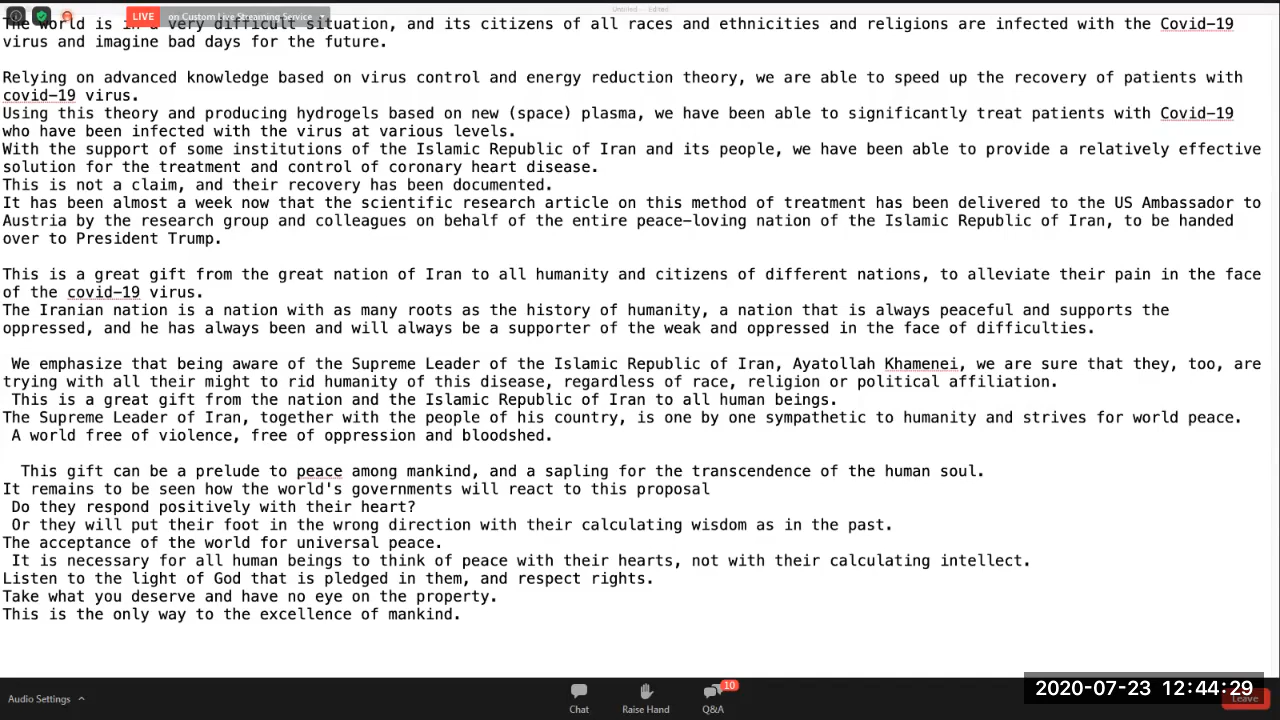 Untitled — Edited
LIVE on Custom Live Streaming Service
The world is in a very difficult situation, and its citizens of all races and ethnicities and religions are infected with the Covid-19
virus and imagine bad days for the future.
Relying on advanced knowledge based on virus control and energy reduction theory, we are able to speed up the recovery of patients with
covid-19 virus.
Using this theory and producing hydrogels based on new (space) plasma, we have been able to significantly treat patients with Covid-19
who have been infected with the virus at various levels.
With the support of some institutions of the Islamic Republic of Iran and its people, we have been able to provide a relatively effective
solution for the treatment and control of coronary heart disease.
This is not a claim, and their recovery has been documented.
It has been almost a week now that the scientific research article on this method of treatment has been delivered to the US Ambassador to
Austria by the research group and colleagues on behalf of the entire peace-loving nation of the Islamic Republic of Iran, to be handed
over to President Trump.
This is a great gift from the great nation of Iran to all humanity and citizens of different nations, to alleviate their pain in the face
of the covid-19 virus.
The Iranian nation is a nation with as many roots as the history of humanity, a nation that is always peaceful and supports the
oppressed, and he has always been and will always be a supporter of the weak and oppressed in the face of difficulties.
We emphasize that being aware of the Supreme Leader of the Islamic Republic of Iran, Ayatollah Khamenei, we are sure that they, too, are
trying with all their might to rid humanity of this disease, regardless of race, religion or political affiliation.
This is a great gift from the nation and the Islamic Republic of Iran to all human beings.
The Supreme Leader of Iran, together with the people of his country, is one by one sympathetic to humanity and strives for world peace.
A world free of violence, free of oppression and bloodshed.
This gift can be a prelude to peace among mankind, and a sapling for the transcendence of the human soul.
It remains to be seen how the world's governments will react to this proposal
Do they respond positively with their heart?
Or they will put their foot in the wrong direction with their calculating wisdom as in the past.
The acceptance of the world for universal peace.
It is necessary for all human beings to think of peace with their hearts, not with their calculating intellect.
Listen to the light of God that is pledged in them, and respect rights.
Take what you deserve and have no eye on the property.
This is the only way to the excellence of mankind.
2020-07-23 12:44:29
Audio Settings
Chat
Raise Hand
10
Q&A
Leave